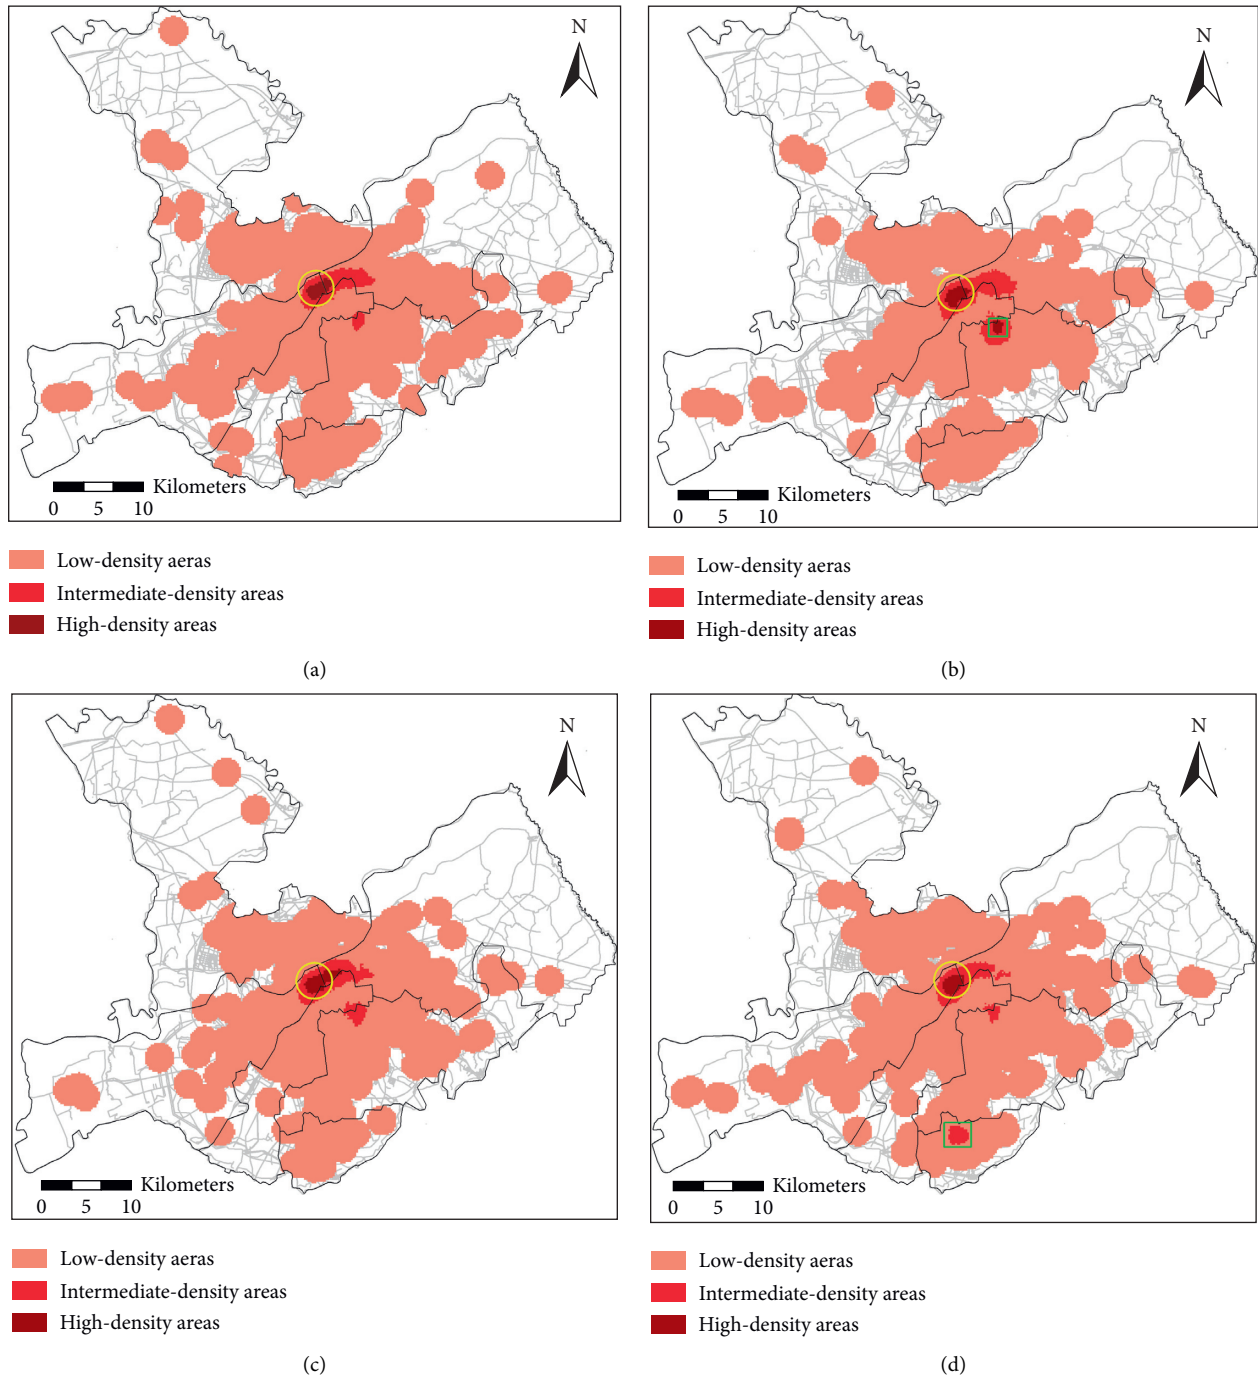 N
Kilometers
0 5 10
Low-density aeras
Intermediate-density areas
High-density areas
(a)
N
Kilometers
0 5 10
Low-density aeras
Intermediate-density areas
High-density areas
(b)
N
Kilometers
0 5 10
Low-density aeras
Intermediate-density areas
High-density areas
(c)
N
Kilometers
0 5 10
Low-density aeras
Intermediate-density areas
High-density areas
(d)